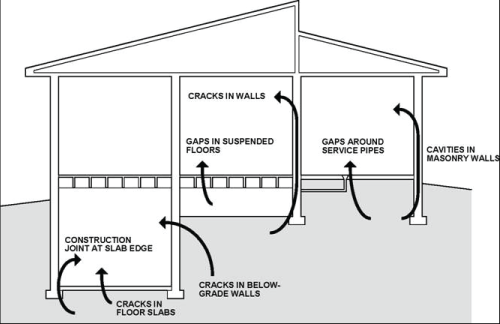 CRACKS IN WALLS
GAPS IN SUSPENDED
FLOORS
GAPS AROUND
SERVICE PIPES
CAVITIES IN
MASONRY WALLS
CONSTRUCTION
JOINT AT SLAB EDGE
CRACKS IN BELOW-
GRADE WALLS
CRACKS IN
FLOOR SLABS